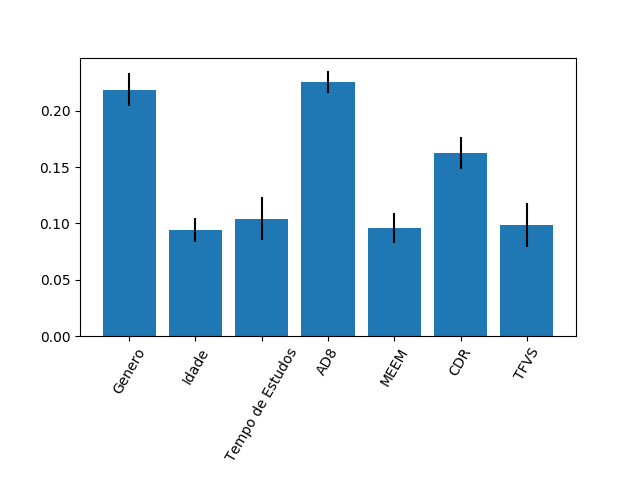 0.20
0.15
0.10
0.05
0.00
Genero
Idade
Tempo de Estudos
AD8
MEEM
CDR
TFVS